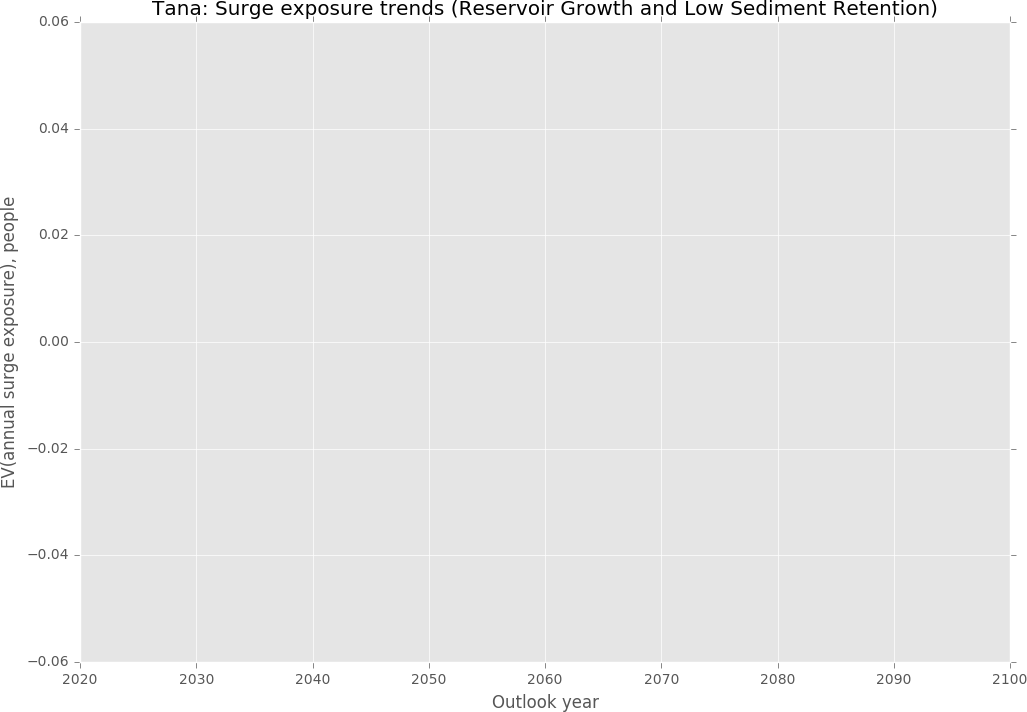 Tana: Surge exposure trends (Reservoir Growth and Low Sediment Retention)
0.06
0.04
0.02
0.00
−0.02
−0.04
−0.06
EV(annual surge exposure), people
2020 2030 2040 2050 2060 2070 2080 2090 2100
Outlook year